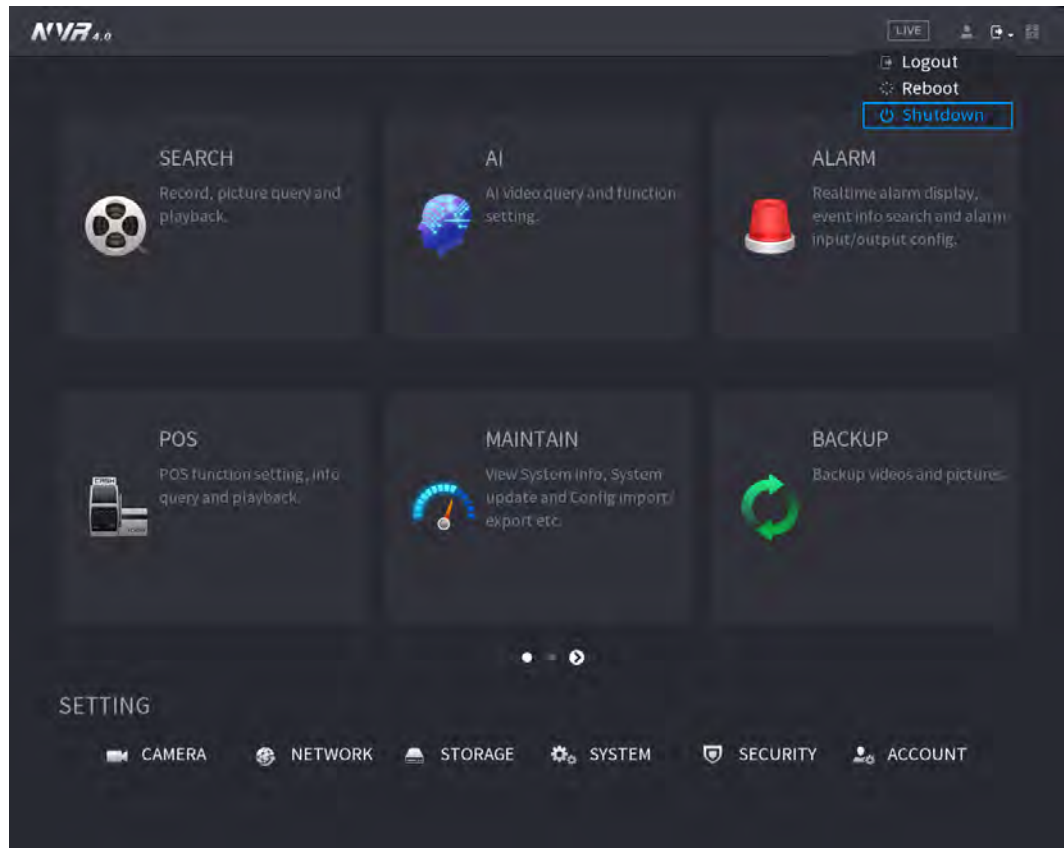 NVR 4.0
LIVE
Logout
Reboot
Shutdown
SEARCH
Record, picture query and
playback.
AI
AI video query and function
setting.
ALARM
Realtime alarm display,
event info search and alarm
input/output config.
POS
POS function setting, info
query and playback.
CASH
MAINTAIN
View System info, System
update and Config import/
export etc.
BACKUP
Backup videos and pictures.
SETTING
CAMERA
NETWORK
STORAGE
SYSTEM
SECURITY
ACCOUNT